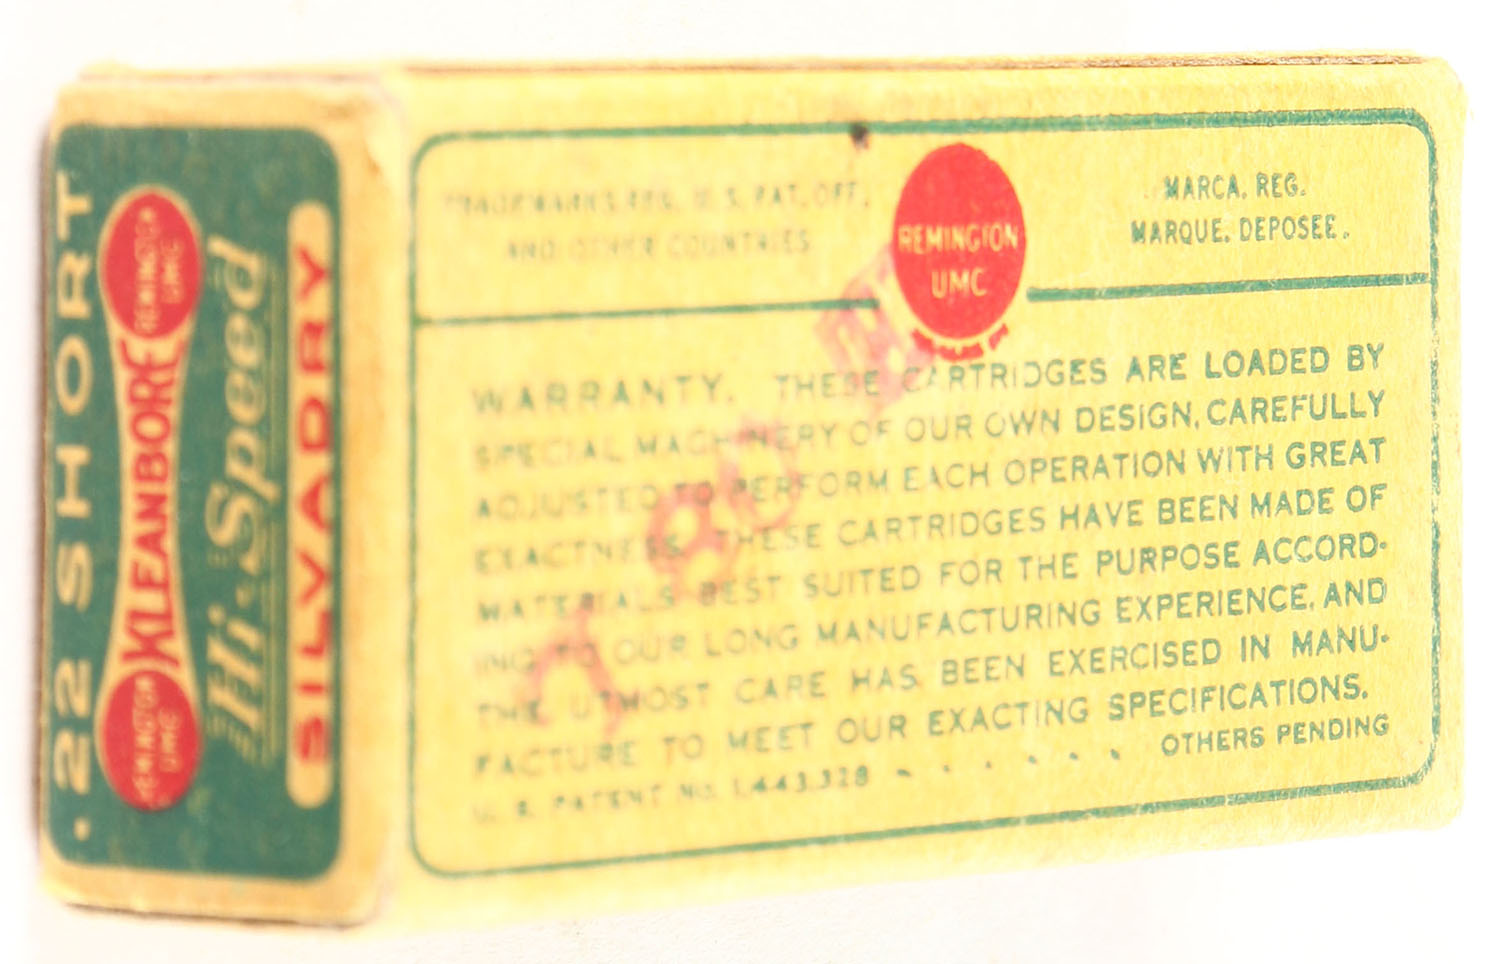 .22 SHORT
REMINGTON
UMC
KLEANBORE
REMINGTON
UMC
Hi-Speed
SILVADRY
TRADEMARKS REG. U. S. PAT. OFF.
AND OTHER COUNTRIES
REMINGTON
UMC
MARCA. REG.
MARQUE. DEPOSEE.
WARRANTY. THESE CARTRIDGES ARE LOADED BY
SPECIAL MACHINERY OF OUR OWN DESIGN, CAREFULLY
ADJUSTED TO PERFORM EACH OPERATION WITH GREAT
EXACTNESS. THESE CARTRIDGES HAVE BEEN MADE OF
MATERIALS BEST SUITED FOR THE PURPOSE ACCORD-
ING TO OUR LONG MANUFACTURING EXPERIENCE, AND
THE UTMOST CARE HAS BEEN EXERCISED IN MANU-
FACTURE TO MEET OUR EXACTING SPECIFICATIONS.
U. S. PATENT NO. 1,443,328 - - - - - - OTHERS PENDING